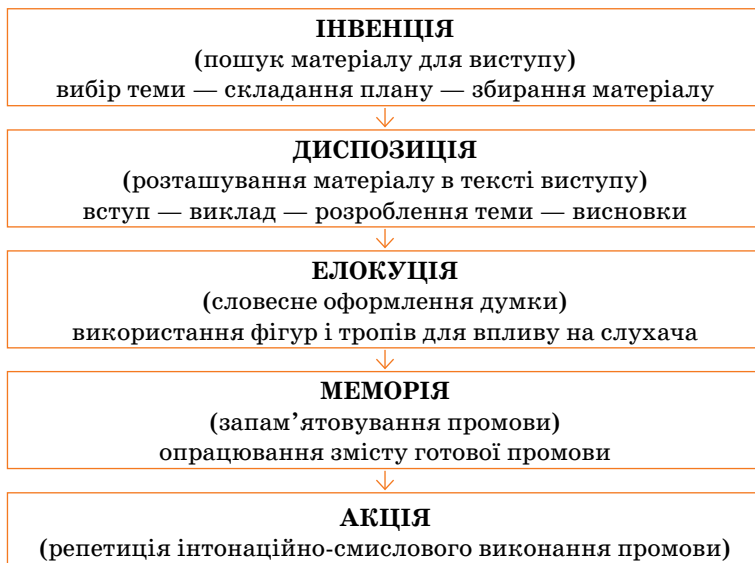 ІНВЕНЦІЯ
(пошук матеріалу для виступу)
вибір теми — складання плану — збирання матеріалу
ДИСПОЗИЦІЯ
(розташування матеріалу в тексті виступу)
вступ — виклад — розроблення теми — висновки
ЕЛОКУЦІЯ
(словесне оформлення думки)
використання фігур і тропів для впливу на слухача
МЕМОРІЯ
(запам’ятовування промови)
опрацювання змісту готової промови
АКЦІЯ
(репетиція інтонаційно-смислового виконання промови)